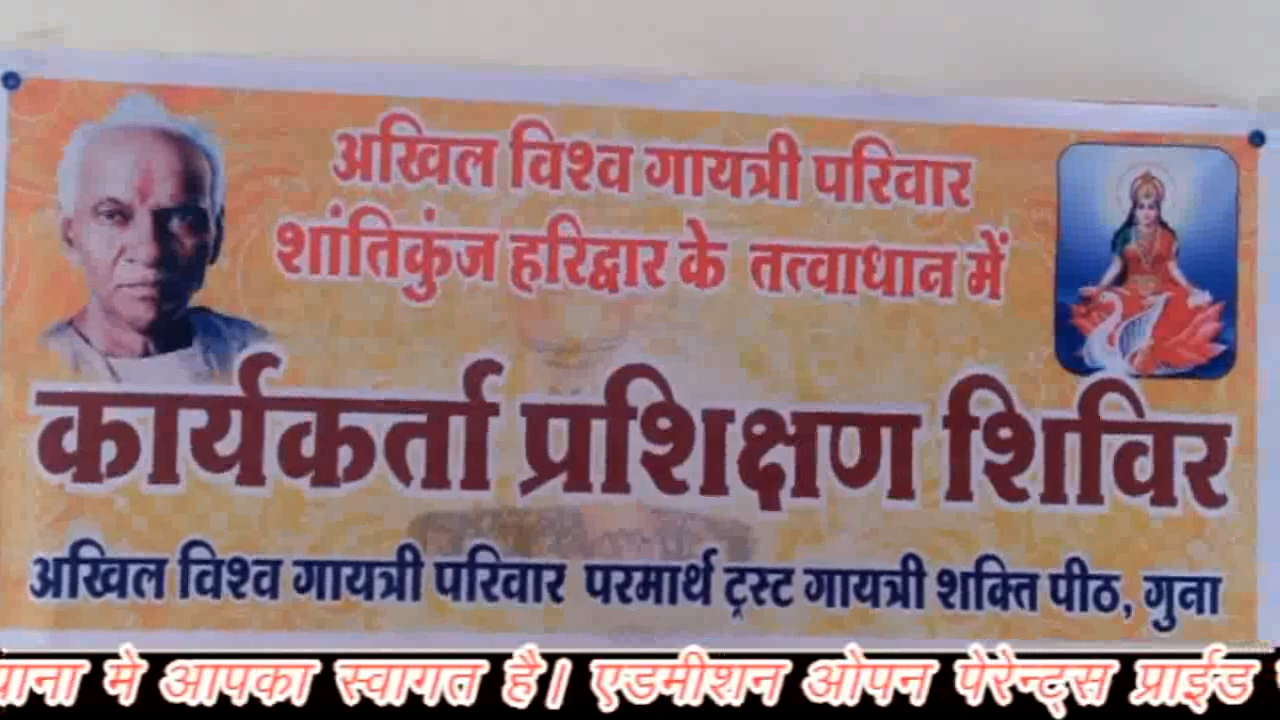 अखिल विश्व गायत्री परिवार
शांतिकुंज हरिद्वार के तत्वाधान में
कार्यकर्ता प्रशिक्षण शिविर
अखिल विश्व गायत्री परिवार परमार्थ ट्रस्ट गायत्री शक्ति पीठ, गुना
मे आपका स्वागत है। एडमीशन ओपन पेरेन्ट्स प्राईड